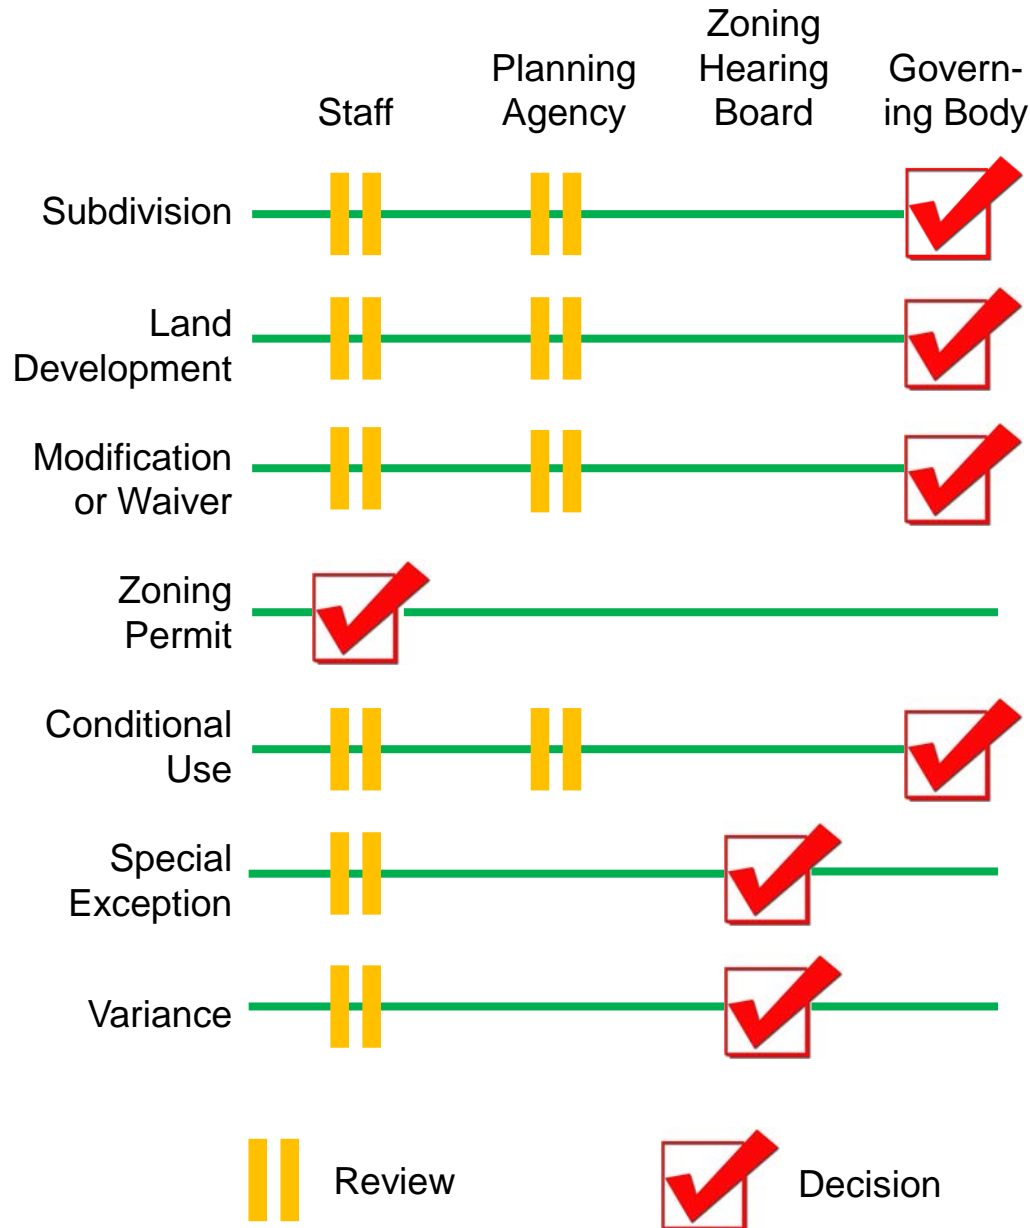 Staff
Planning
Agency
Zoning
Hearing
Board
Govern-
ing Body
Subdivision
Land
Development
Modification
or Waiver
Zoning
Permit
Conditional
Use
Special
Exception
Variance
Review
Decision